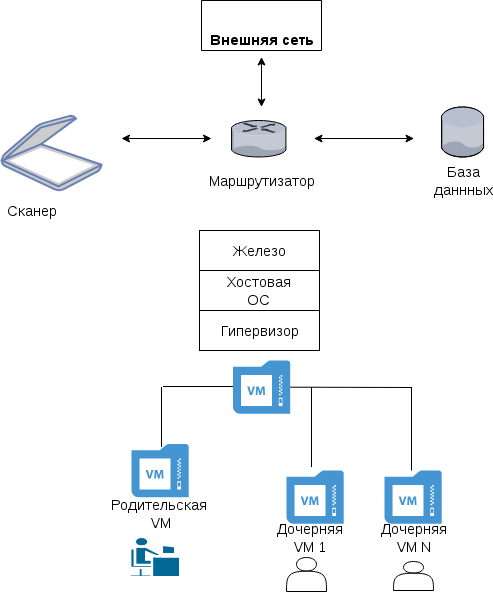 Внешняя сеть
Маршрутизатор
База
даннных
Сканер
Железо
Хостовая
ОС
Гипервизор
VM
VM
Родительская
VM
VM
Дочерняя
VM 1
VM
Дочерняя
VM N